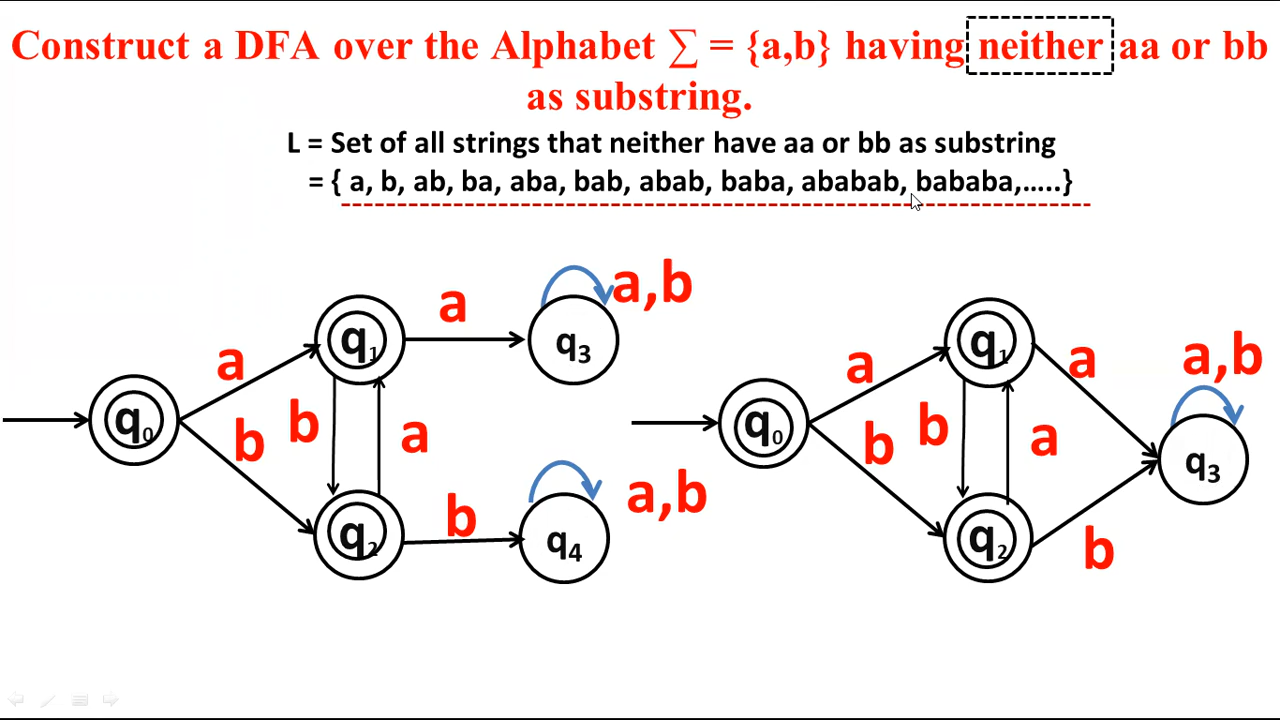 Construct a DFA over the Alphabet ∑ = {a,b} having neither aa or bb
as substring.
L = Set of all strings that neither have aa or bb as substring
= { a, b, ab, ba, aba, bab, abab, baba, ababab, bababa,.....}
q0
a
b
q1
b
a
q2
a
b
q3
a,b
q4
a,b
q0
a
b
q1
b
a
q2
a
b
q3
a,b